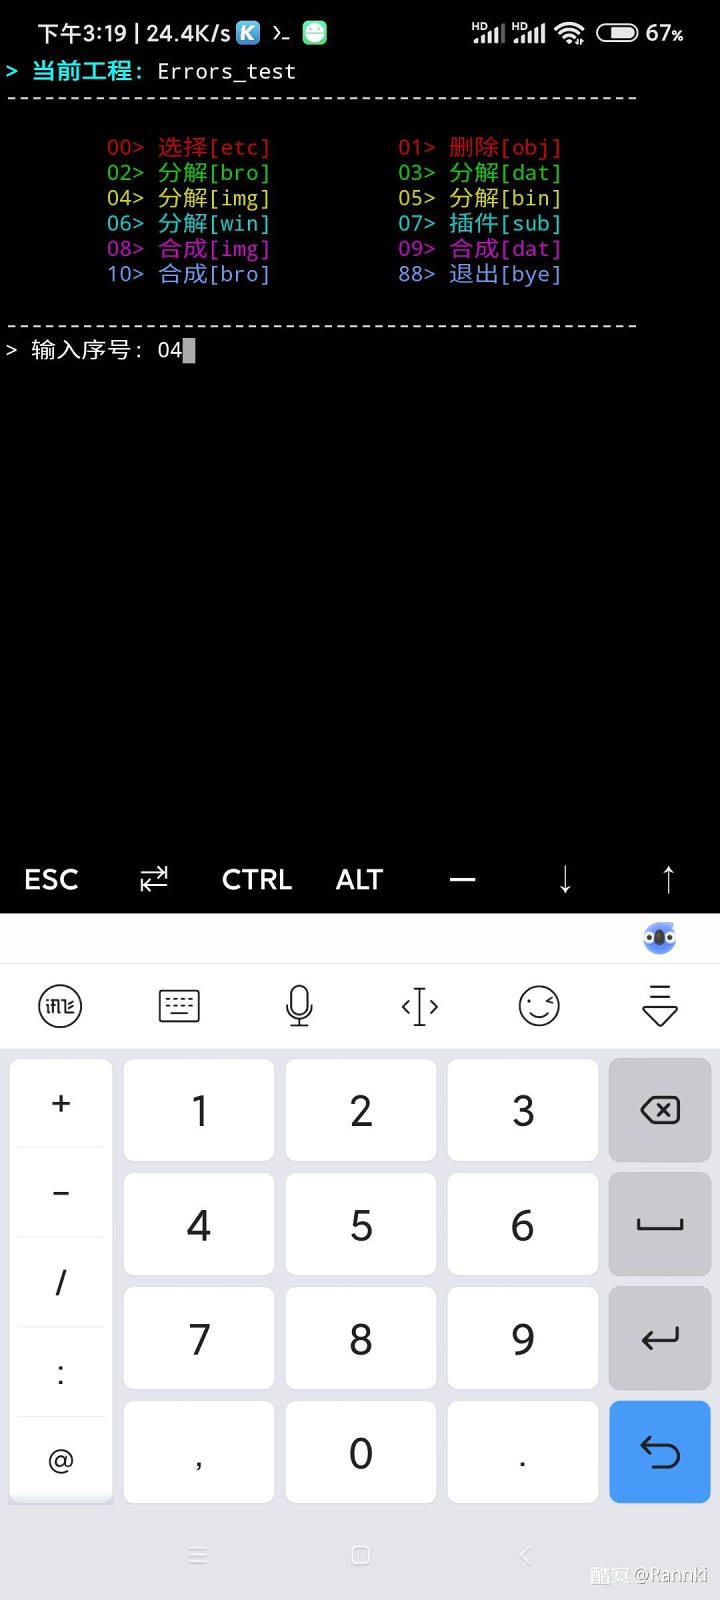 下午3:19 | 24.4K/s HD HD 67%
> 当前工程: Errors_test
--------------------------------------------------
00> 选择[etc] 01> 删除[obj]
02> 分解[bro] 03> 分解[dat]
04> 分解[img] 05> 分解[bin]
06> 分解[win] 07> 插件[sub]
08> 合成[img] 09> 合成[dat]
10> 合成[bro] 88> 退出[bye]
--------------------------------------------------
> 输入序号: 04
ESC CTRL ALT — ↓ ↑
+ 1 2 3
-
4 5 6
/
7 8 9
:
@ , 0 .
酷安 @Rannki